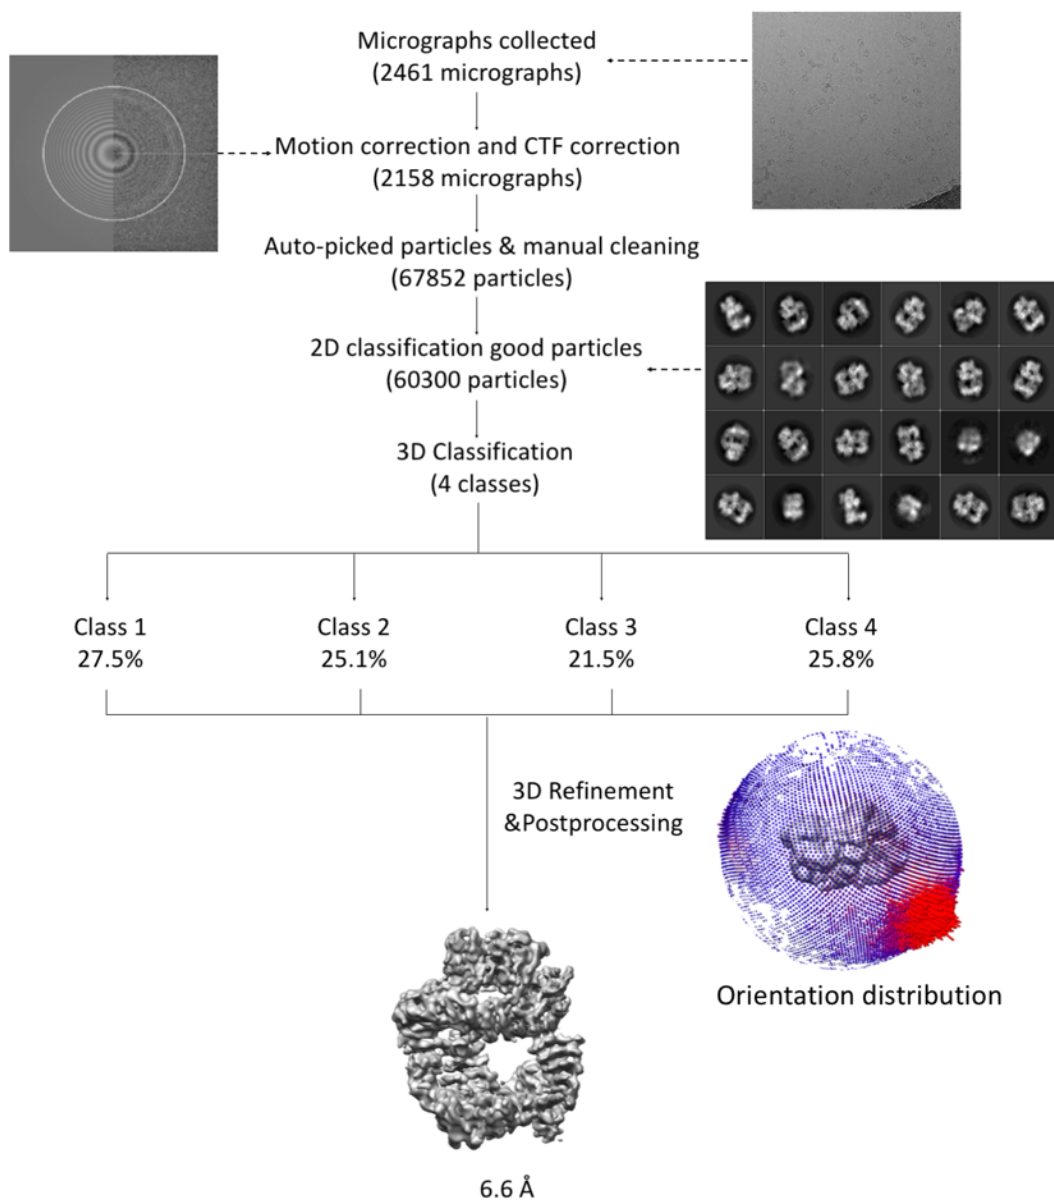 Micrographs collected
(2461 micrographs)
Motion correction and CTF correction
(2158 micrographs)
Auto-picked particles & manual cleaning
(67852 particles)
2D classification good particles
(60300 particles)
3D Classification
(4 classes)
Class 1
27.5%
Class 2
25.1%
Class 3
21.5%
Class 4
25.8%
3D Refinement
&Postprocessing
Orientation distribution
6.6 Å